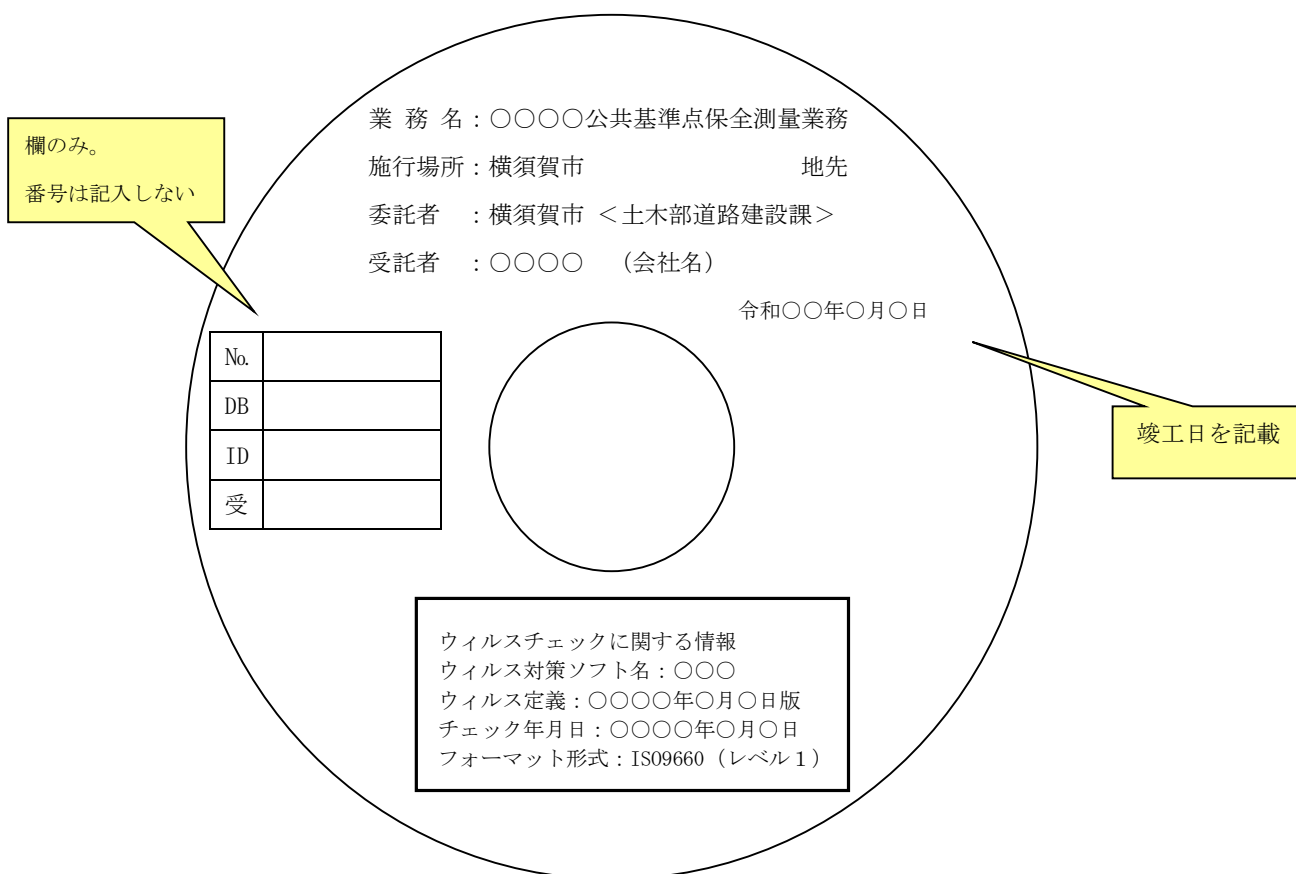 業 務 名：○○○○公共基準点保全測量業務
施行場所：横須賀市　　　　　　　　　　地先
委託者　：横須賀市 ＜土木部道路建設課＞
受託者　：○○○○　（会社名）
令和○○年○月○日
欄のみ。
番号は記入しない
№
DB
ID
受
竣工日を記載
ウィルスチェックに関する情報
ウィルス対策ソフト名：○○○
ウィルス定義：○○○○年○月○日版
チェック年月日：○○○○年○月○日
フォーマット形式：ISO9660（レベル１）